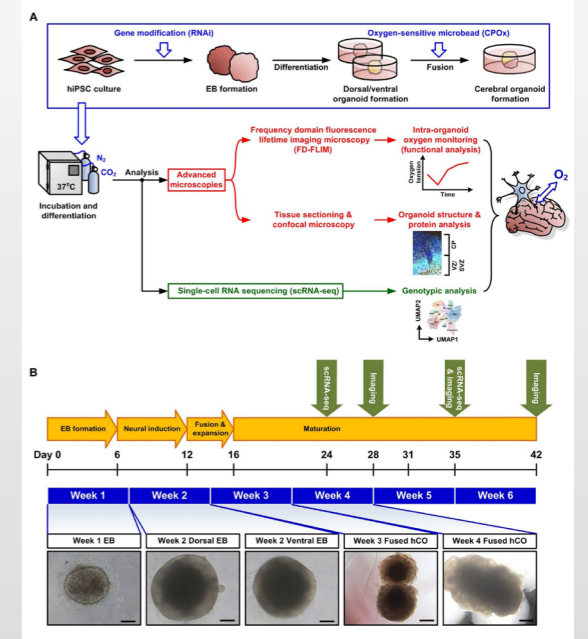 A
Gene modification (RNAi)
Oxygen-sensitive microbead (CPOx)
Differentiation
Fusion
hiPSC culture
EB formation
Dorsal/ventral
organoid formation
Cerebral organoid
formation
N2
CO2
37°C
Incubation and
differentiation
Analysis
Advanced
microscopies
Frequency domain fluorescence
lifetime imaging microscopy
(FD-FLIM)
Intra-organoid
oxygen monitoring
(functional analysis)
Oxygen
tension
Time
O2
Tissue sectioning &
confocal microscopy
Organoid structure &
protein analysis
CP
VZ/
SVZ
Single-cell RNA sequencing (scRNA-seq)
Genotypic analysis
UMAP2
UMAP1
B
scRNA-seq
Imaging
scRNA-seq
& Imaging
Imaging
EB formation
Neural induction
Fusion &
expansion
Maturation
Day 0 6 12 16 24 28 31 35 42
Week 1 Week 2 Week 3 Week 4 Week 5 Week 6
Week 1 EB
Week 2 Dorsal EB
Week 2 Ventral EB
Week 3 Fused hCO
Week 4 Fused hCO